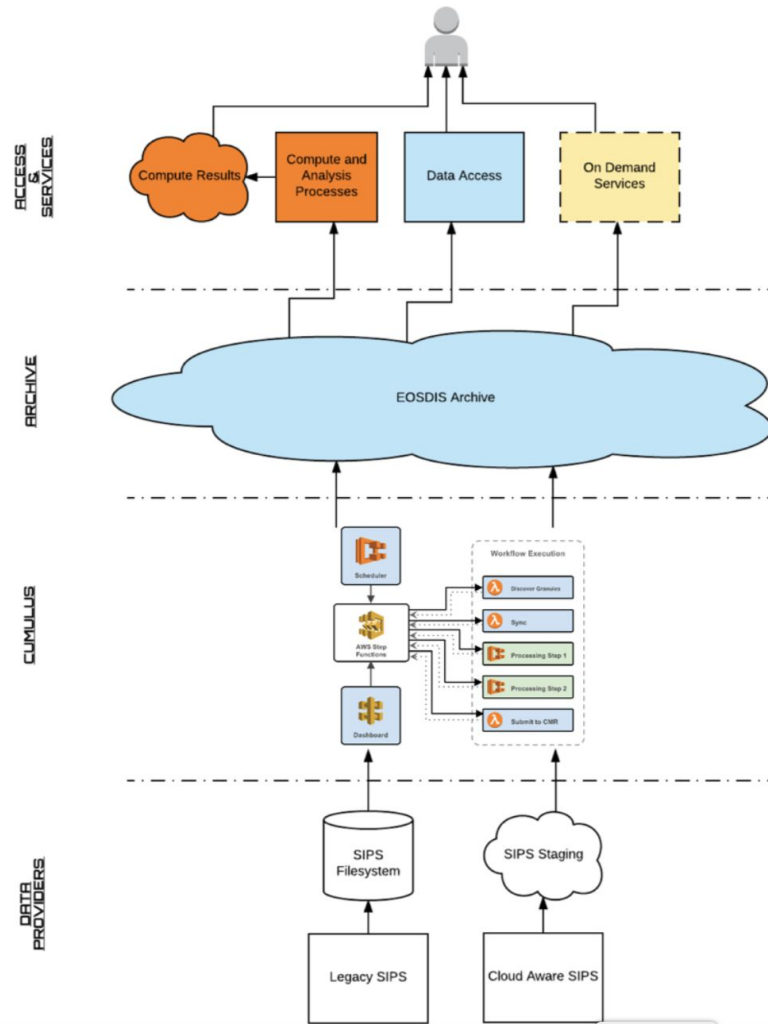 ACCESS
&
SERVICES
Compute Results
Compute and
Analysis
Processes
Data Access
On Demand
Services
ARCHIVE
EOSDIS Archive
CUMULUS
Scheduler
AWS Step
Functions
Dashboard
Workflow Execution
Discover Granules
Sync
Processing Step 1
Processing Step 2
Submit to CMR
DATA
PROVIDERS
SIPS
Filesystem
SIPS Staging
Legacy SIPS
Cloud Aware SIPS